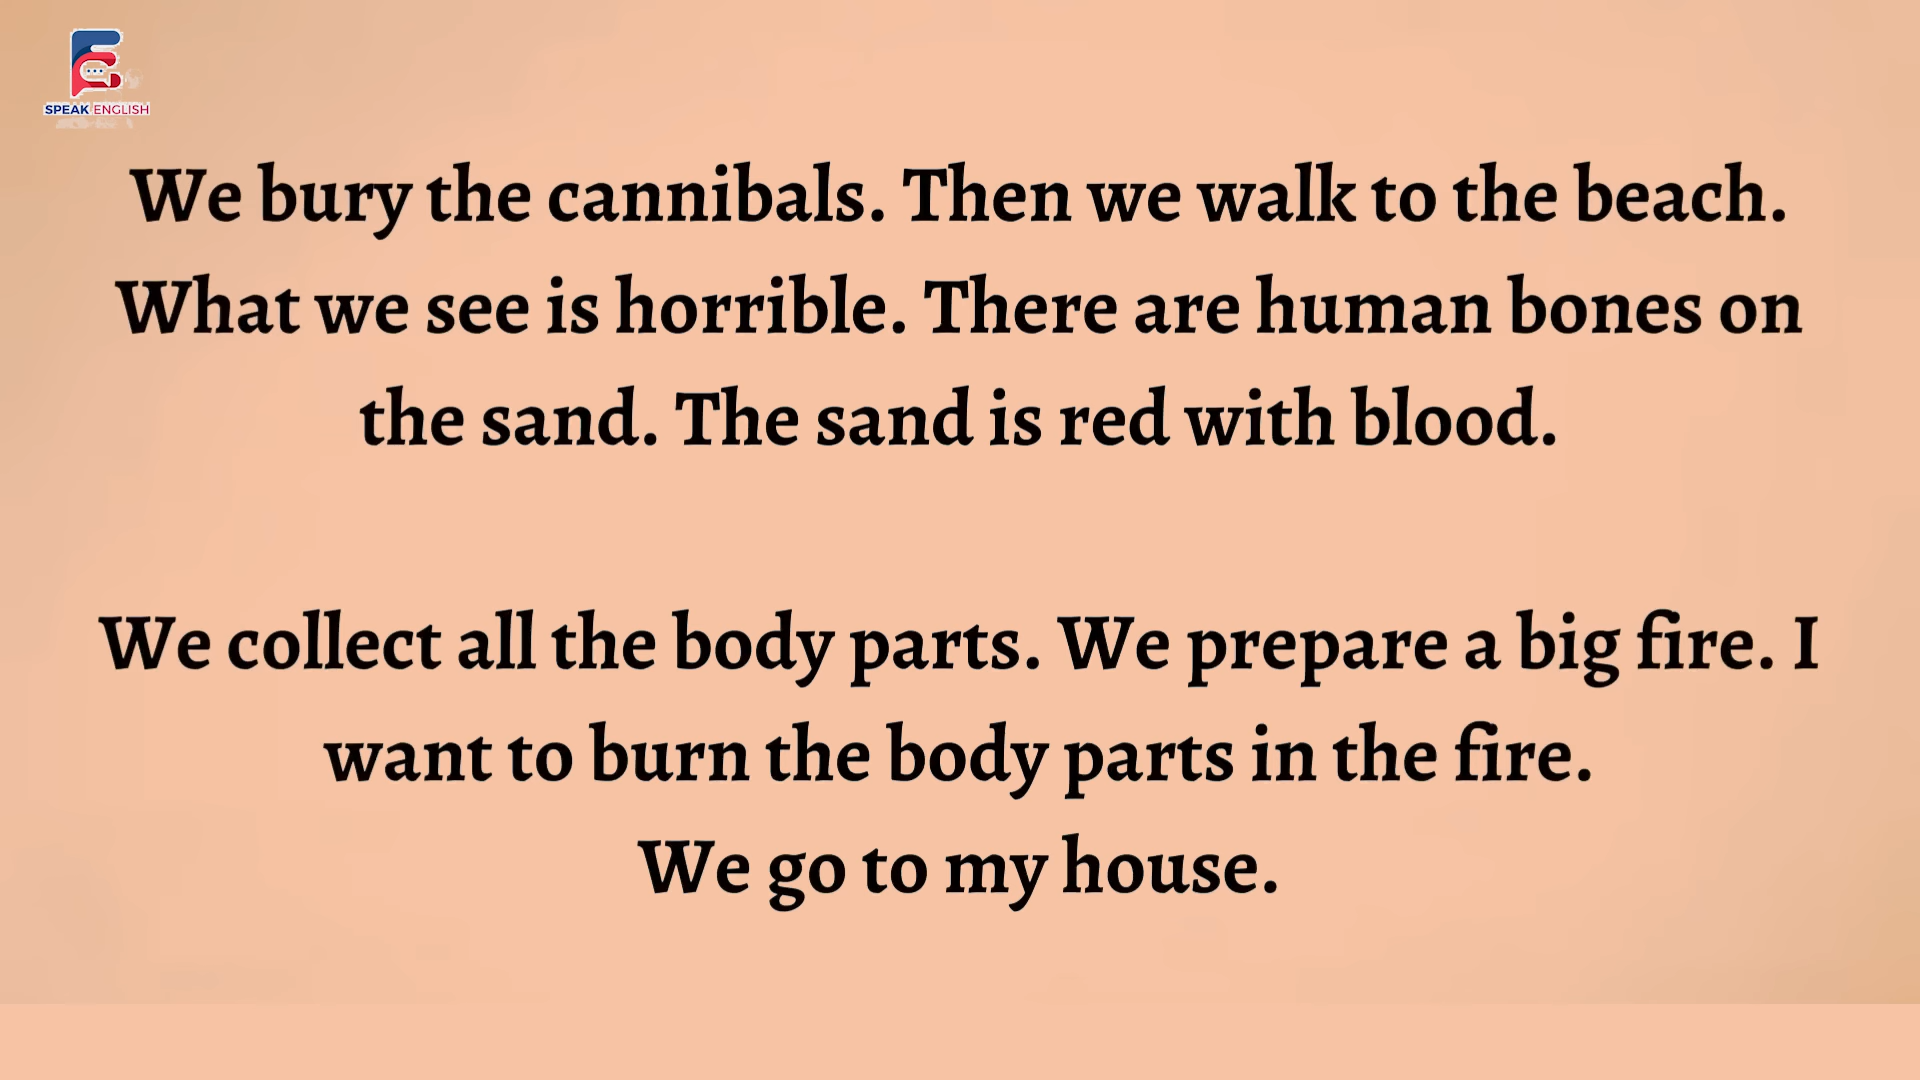 SPEAK ENGLISH
We bury the cannibals. Then we walk to the beach.
What we see is horrible. There are human bones on
the sand. The sand is red with blood.
We collect all the body parts. We prepare a big fire. I
want to burn the body parts in the fire.
We go to my house.